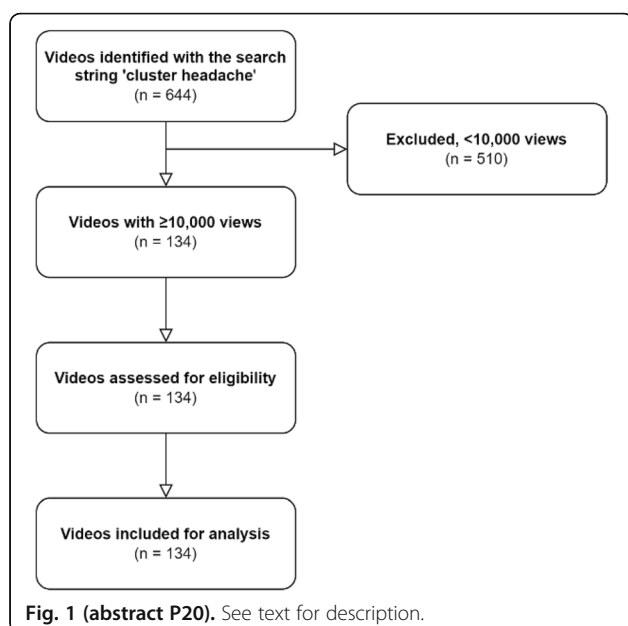 Videos identified with the search
string 'cluster headache'
(n = 644)
Excluded, <10,000 views
(n = 510)
Videos with ≥10,000 views
(n = 134)
Videos assessed for eligibility
(n = 134)
Videos included for analysis
(n = 134)
Fig. 1 (abstract P20). See text for description.